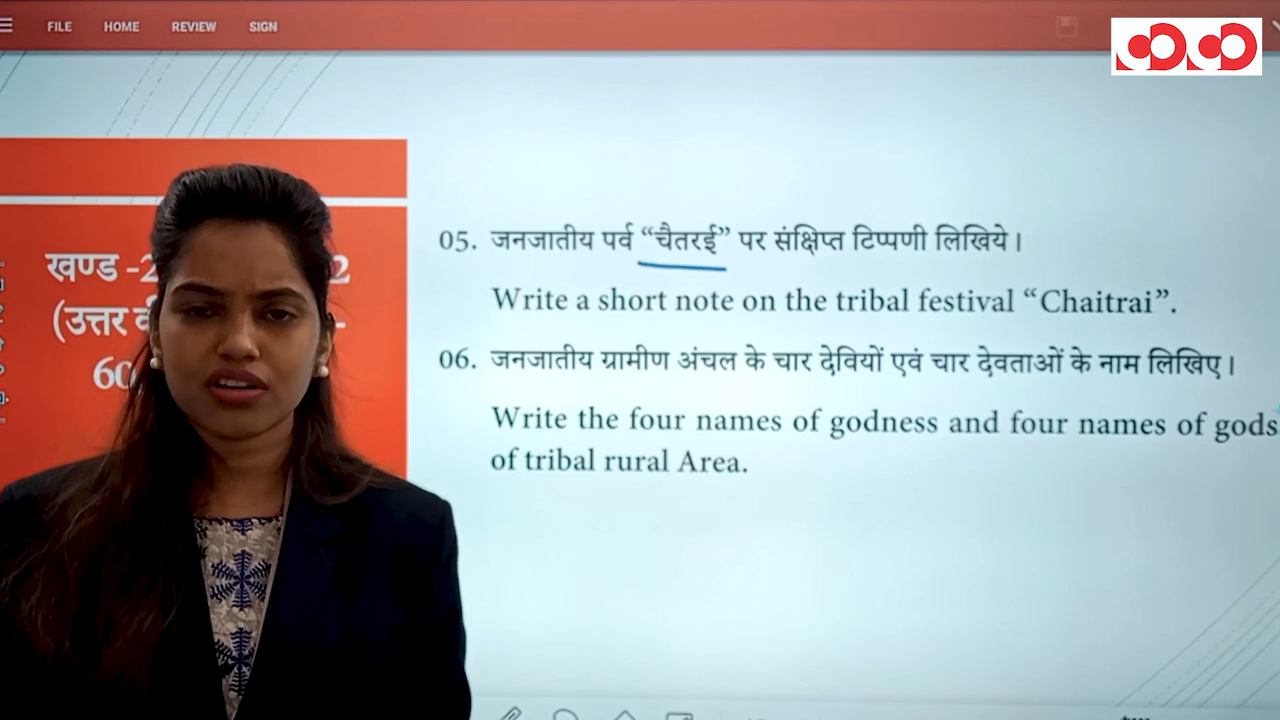 FILE HOME REVIEW SIGN
खण्ड -2
2
(उत्तर
60
05. जनजातीय पर्व “चैतरई” पर संक्षिप्त टिप्पणी लिखिये।
Write a short note on the tribal festival “Chaitrai”.
06. जनजातीय ग्रामीण अंचल के चार देवियों एवं चार देवताओं के नाम लिखिए।
Write the four names of godness and four names of gods
of tribal rural Area.